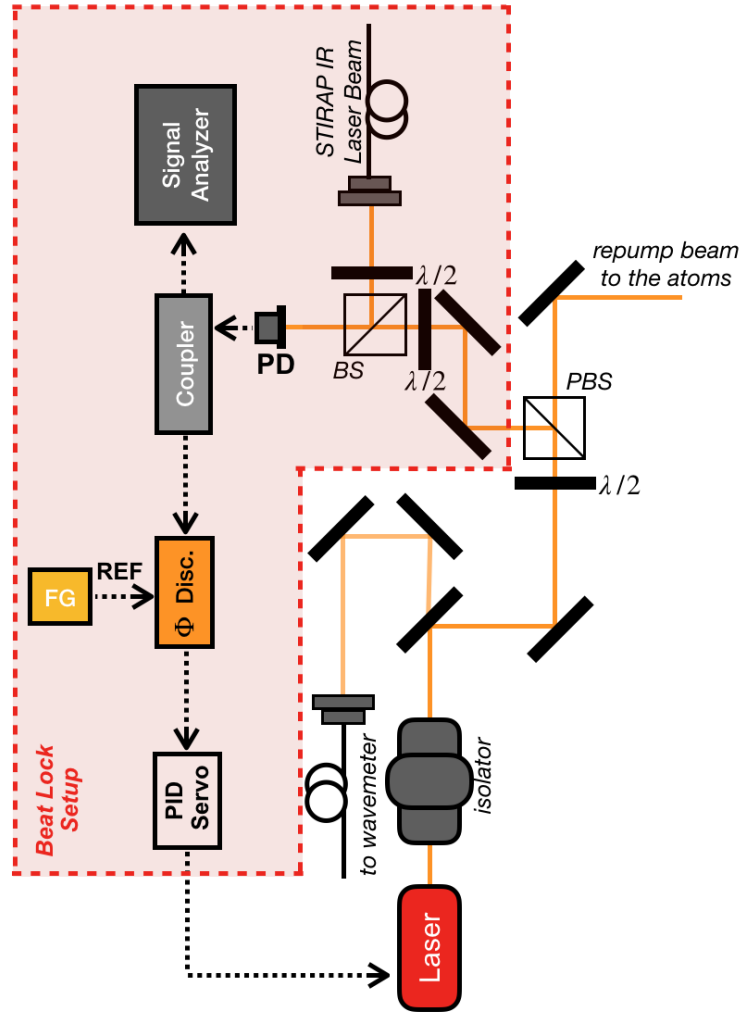 Signal
Analyzer
STIRAP IR
Laser Beam
repump beam
to the atoms
λ/2
Coupler
PD
BS
λ/2
PBS
λ/2
FG
REF
Φ Disc.
Beat Lock
Setup
PID
Servo
to wavemeter
isolator
Laser